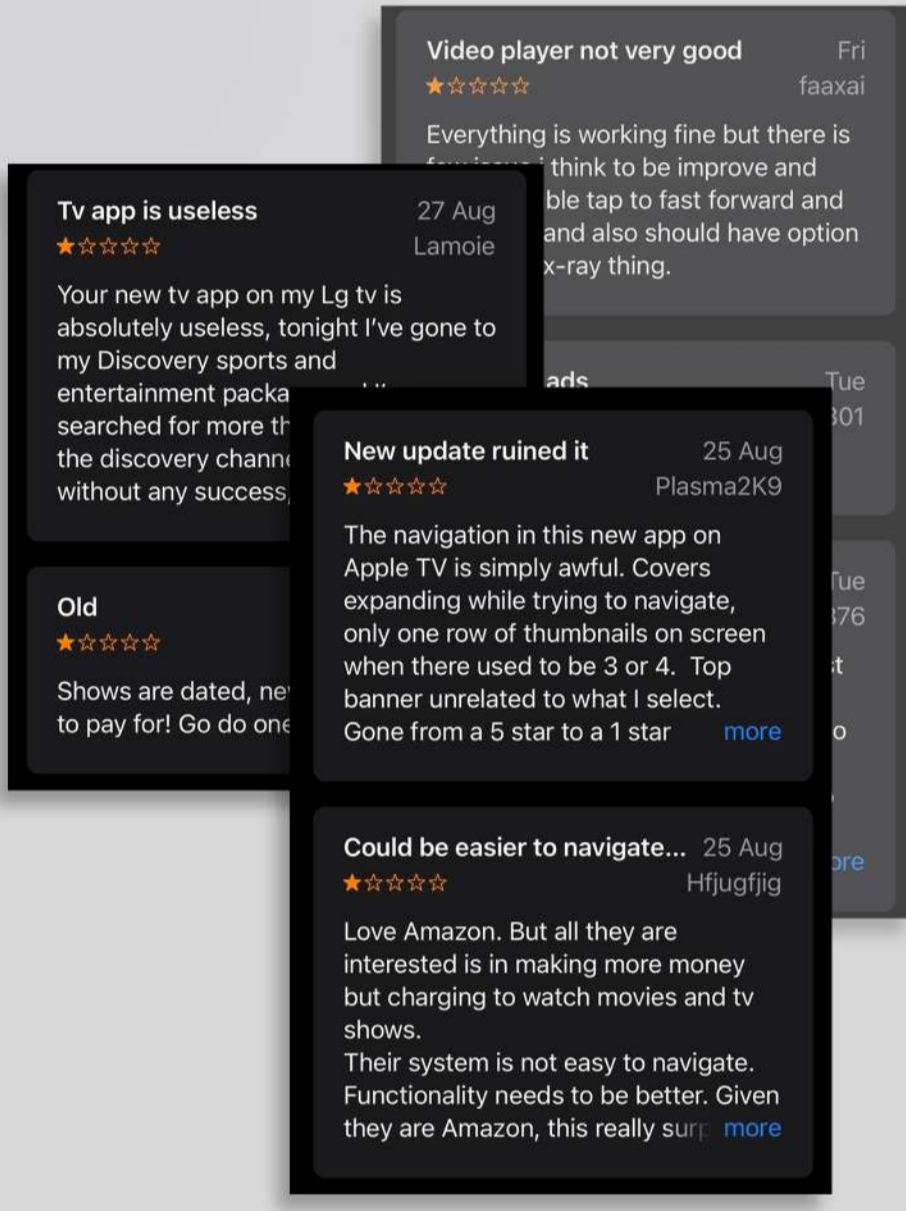 Video player not very good
Fri
faaxai
Everything is working fine but there is
think to be improve and
ble tap to fast forward and
and also should have option
x-ray thing.
ads
Tue
301
Tue
376
Tv app is useless
27 Aug
Lamoie
Your new tv app on my Lg tv is
absolutely useless, tonight I've gone to
my Discovery sports and
entertainment packa
searched for more th
the discovery channe
without any success,
Old
Shows are dated, ne
to pay for! Go do one
New update ruined it
25 Aug
Plasma2K9
The navigation in this new app on
Apple TV is simply awful. Covers
expanding while trying to navigate,
only one row of thumbnails on screen
when there used to be 3 or 4. Top
banner unrelated to what I select.
Gone from a 5 star to a 1 star more
Could be easier to navigate...
25 Aug
Hfjugfjig
Love Amazon. But all they are
interested is in making more money
but charging to watch movies and tv
shows.
Their system is not easy to navigate.
Functionality needs to be better. Given
they are Amazon, this really surp more